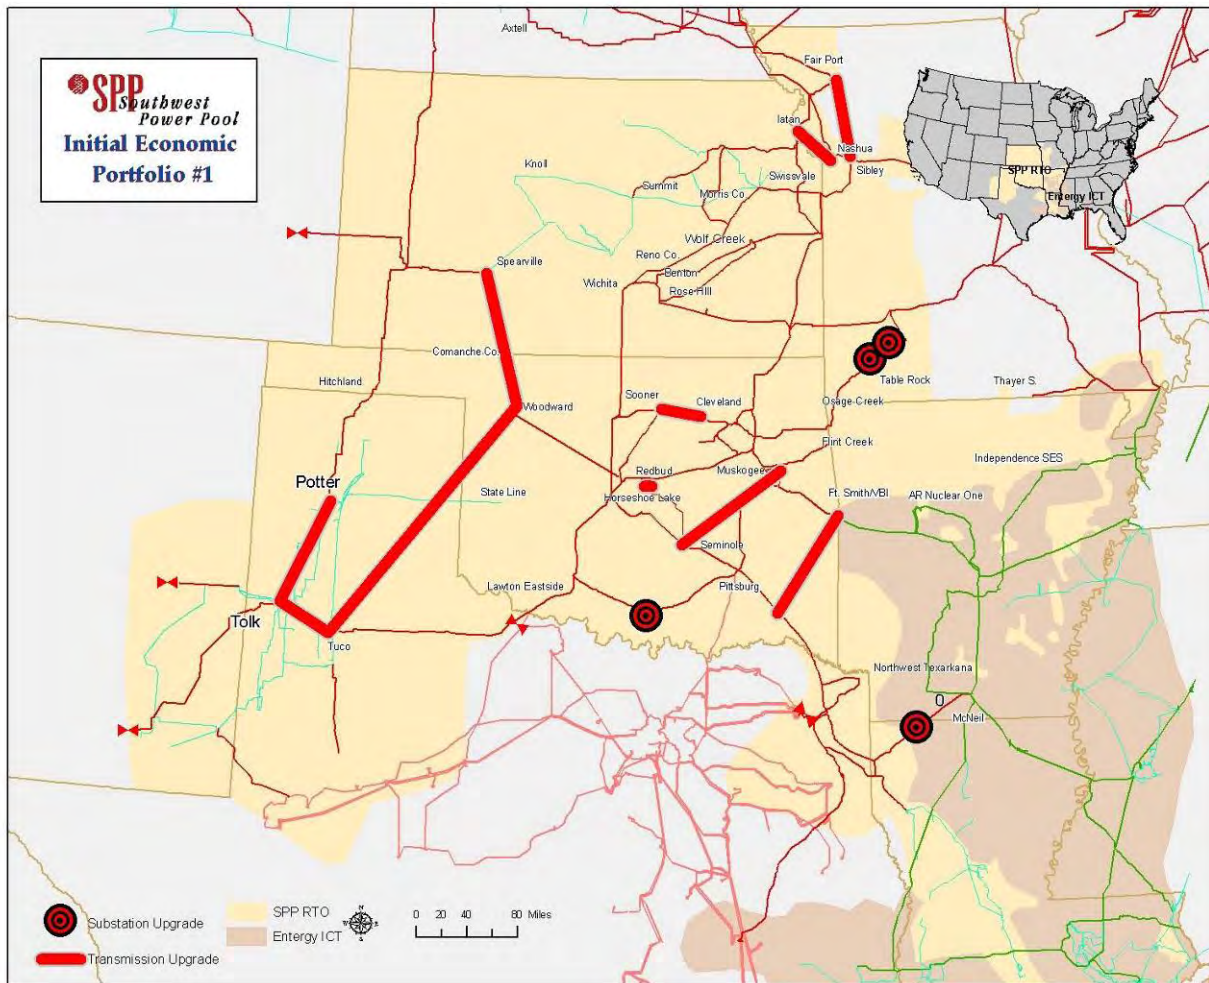 Axtell
SPP Southwest
Power Pool
Initial Economic
Portfolio #1
Fair Port
Iatan
Nashua
Sibley
Swissvale
Knoll
Summit
Morris Co.
SPP RTO
Entergy ICT
Wolf Creek
Reno Co.
Benton
Rose Hill
Wichita
Spearville
Comanche Co.
Hitchland
Woodward
Sooner
Cleveland
Table Rock
Thayer S.
Osage Creek
Flint Creek
Redbud
Muskogee
Independence SES
Potter
State Line
Horseshoe Lake
Ft. Smith/VBI
AR Nuclear One
Seminole
Lawton Eastside
Pittsburg
Tolk
Tuco
Northwest Texarkana
0
McNeil
Substation Upgrade
Transmission Upgrade
SPP RTO
Entergy ICT
N
W
E
S
0 20 40 80 Miles